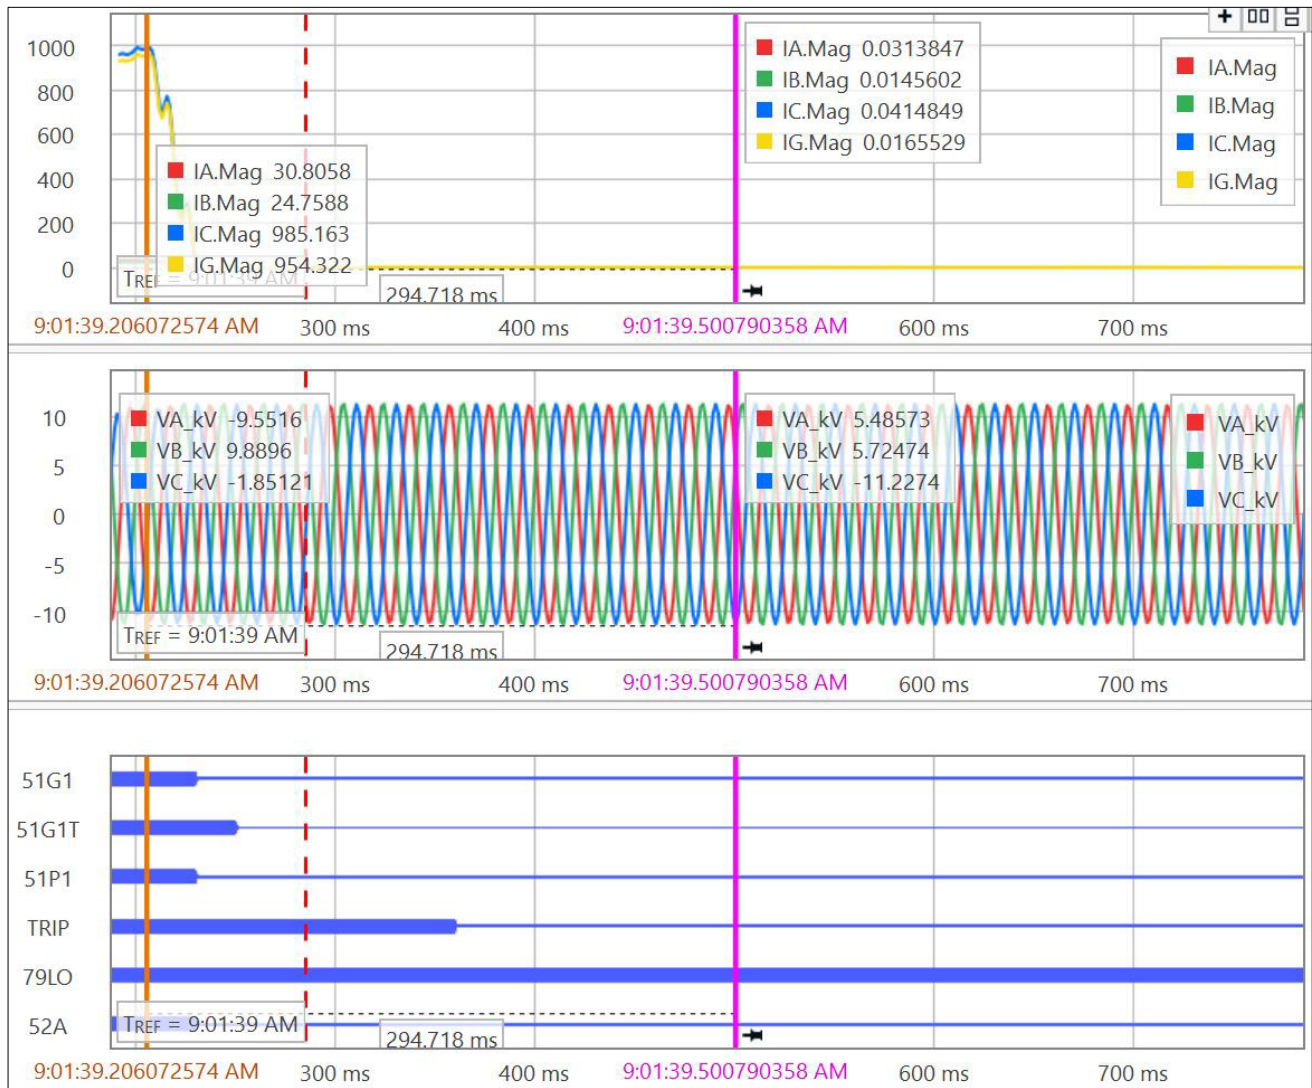 +
1000
800
600
400
200
0
IA.Mag 0.0313847
IB.Mag 0.0145602
IC.Mag 0.0414849
IG.Mag 0.0165529
IA.Mag
IB.Mag
IC.Mag
IG.Mag
IA.Mag 30.8058
IB.Mag 24.7588
IC.Mag 985.163
IG.Mag 954.322
TREF = 9:01:39 AM
294.718 ms
9:01:39.206072574 AM 300 ms 400 ms 9:01:39.500790358 AM 600 ms 700 ms
10
5
0
-5
-10
VA_kV -9.5516
VB_kV 9.8896
VC_kV -1.85121
VA_kV 5.48573
VB_kV 5.72474
VC_kV -11.2274
VA_kV
VB_kV
VC_kV
TREF = 9:01:39 AM
294.718 ms
9:01:39.206072574 AM 300 ms 400 ms 9:01:39.500790358 AM 600 ms 700 ms
51G1
51G1T
51P1
TRIP
79LO
52A
TREF = 9:01:39 AM
294.718 ms
9:01:39.206072574 AM 300 ms 400 ms 9:01:39.500790358 AM 600 ms 700 ms